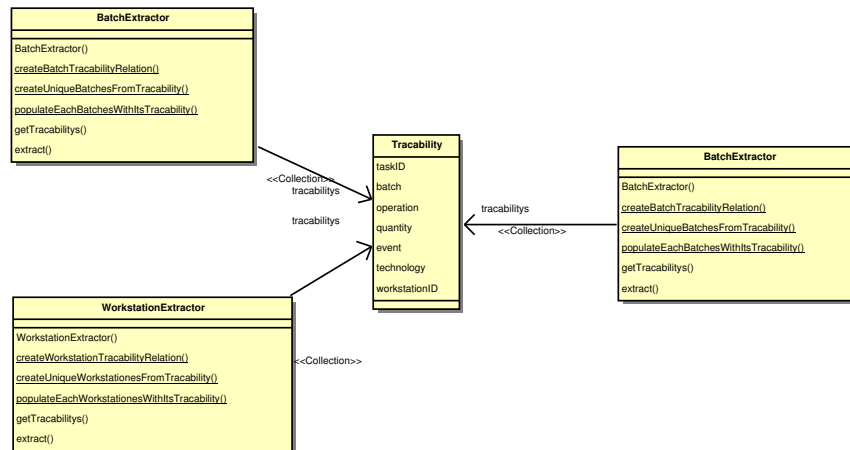 BatchExtractor
BatchExtractor()
createBatchTracabilityRelation()
createUniqueBatchesFromTracability()
populateEachBatchesWithItsTracability()
getTracabilitys()
extract()
<<Collection>>
tracabilitys
tracabilitys
Tracability
taskID
batch
operation
quantity
event
technology
workstationID
tracabilitys
<<Collection>>
BatchExtractor
BatchExtractor()
createBatchTracabilityRelation()
createUniqueBatchesFromTracability()
populateEachBatchesWithItsTracability()
getTracabilitys()
extract()
WorkstationExtractor
WorkstationExtractor()
createWorkstationTracabilityRelation()
createUniqueWorkstationesFromTracability()
populateEachWorkstationesWithItsTracability()
getTracabilitys()
extract()
<<Collection>>